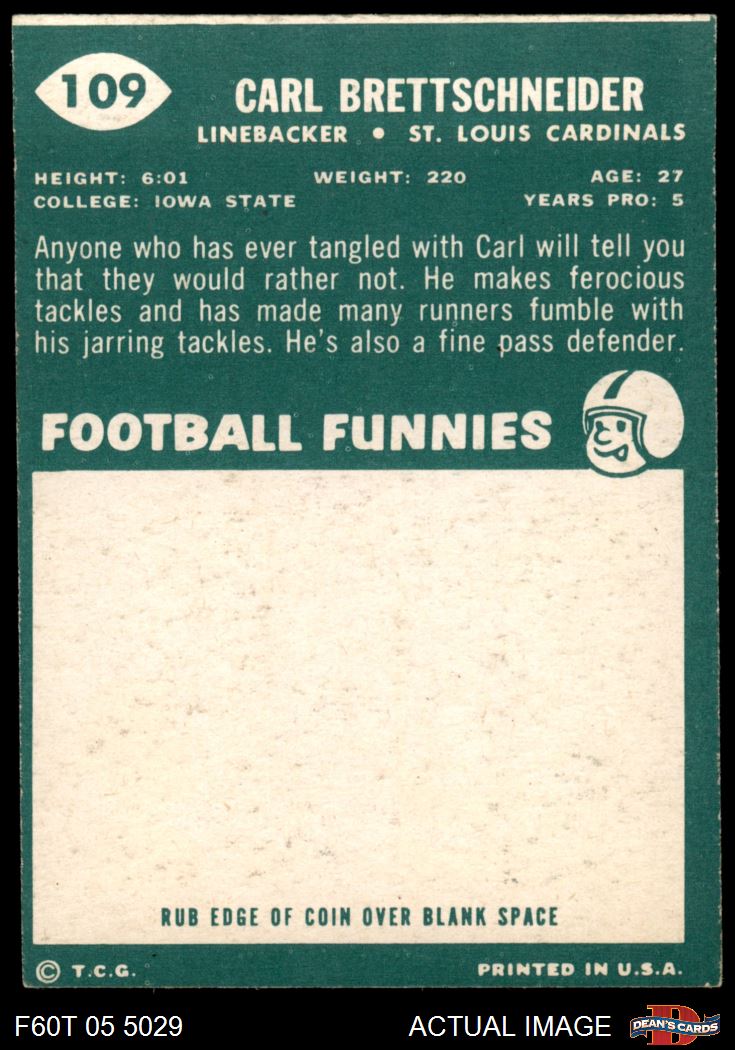 109
CARL BRETTSCHNEIDER
LINEBACKER • ST. LOUIS CARDINALS
HEIGHT: 6:01 WEIGHT: 220 AGE: 27
COLLEGE: IOWA STATE YEARS PRO: 5
Anyone who has ever tangled with Carl will tell you
that they would rather not. He makes ferocious
tackles and has made many runners fumble with
his jarring tackles. He's also a fine pass defender.
FOOTBALL FUNNIES
RUB EDGE OF COIN OVER BLANK SPACE
© T.C.G. PRINTED IN U.S.A.
F60T 05 5029 ACTUAL IMAGE D DEAN'S CARDS